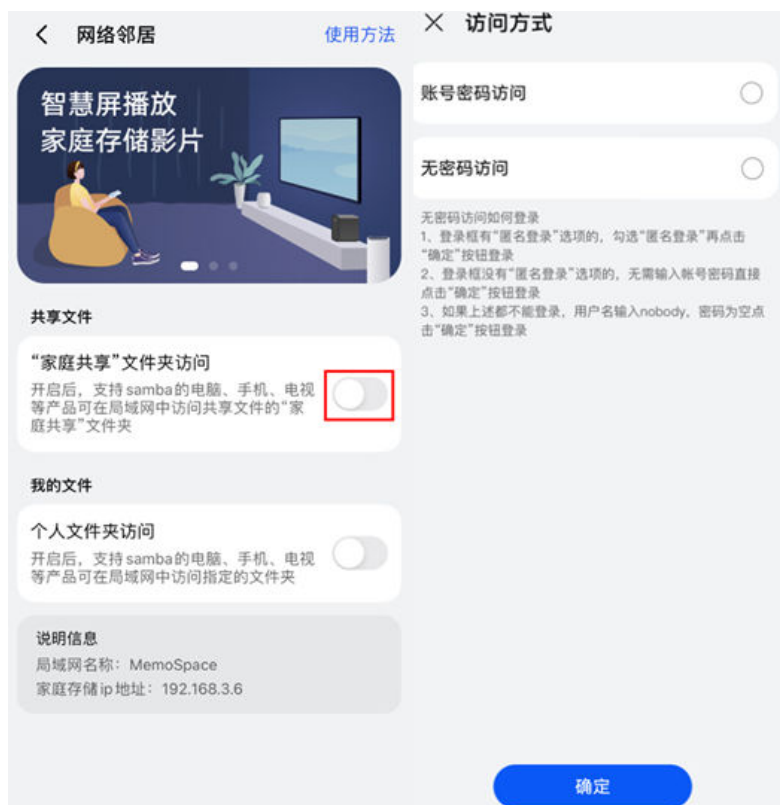 网络邻居
使用方法
智慧屏播放
家庭存储影片
共享文件
“家庭共享”文件夹访问
开启后，支持 samba的电脑、手机、电视
等产品可在局域网中访问共享文件的“家
庭共享”文件夹
我的文件
个人文件夹访问
开启后，支持 samba的电脑、手机、电视
等产品可在局域网中访问指定的文件夹
说明信息
局域网名称：MemoSpace
家庭存储ip地址：192.168.3.6
访问方式
账号密码访问
无密码访问
无密码访问如何登录
1、登录框有“匿名登录”选项的，勾选“匿名登录”再点击
“确定”按钮登录
2、登录框没有“匿名登录”选项的，无需输入帐号密码直接
点击“确定”按钮登录
3、如果上述都不能登录，用户名输入nobody，密码为空点
击“确定”按钮登录
确定